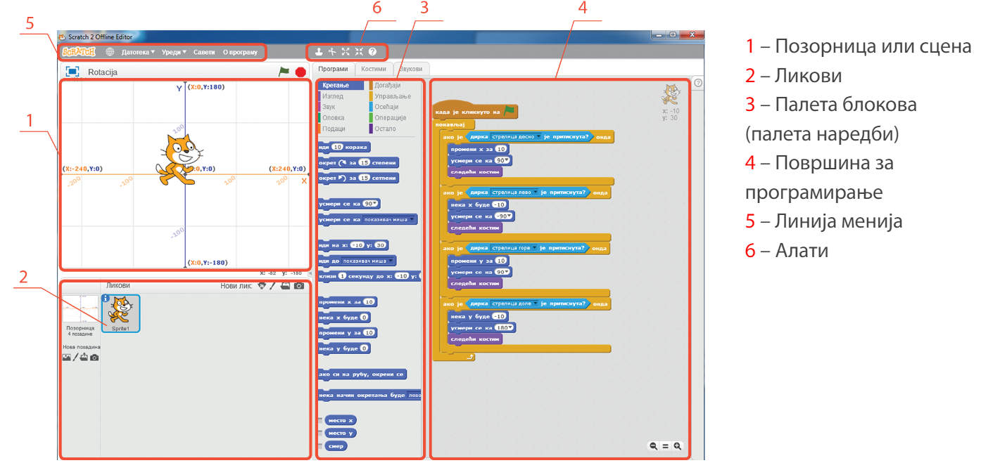 6
3
4
5
Scratch 2 Offline Editor
SCRATCH Датотека Уреди Савети О програму
Rotacija
Програми Костими Звукови
1
Y (X:0,Y:180)
100
(X:-240,Y:0) (X:240,Y:0)
-200 -100 100 200 X
-100
(X:0,Y:-180)
x: -82 y: -180
2
Ликови Нови лик:
Позорница
4 позадине
Sprite1
Нова позадина
Кретање Догађаји
Изглед Управљање
Звук Осећаји
Оловка Операције
Подаци Остало
иди 10 корака
окрет за 15 степени
окрет за 15 сетпени
усмери се ка 90
усмери се ка показивач миша
иди на x: -10 y: 30
иди до показивач миша
клизи 1 секунду до x: -10 y:
промени x за 10
нека x буде 0
промени y за 10
нека y буде 0
ако си на рубу, окрени се
нека начин окретања буде лево
место x
место y
смер
x: -10
y: 30
када је кликнуто на
понављај
ако је дирка стрелица десно је притиснута? онда
промени x за 10
усмери се ка 90
следећи костим
ако је дирка стрелица лево је притиснута? онда
нека x буде -10
усмери се ка -90
следећи костим
ако је дирка стрелица горе је притиснута? онда
промени y за 10
усмери се ка 90
следећи костим
ако је дирка стрелица доле је притиснута? онда
нека y буде -10
усмери се ка 180
следећи костим
1 – Позорница или сцена
2 – Ликови
3 – Палета блокова
(палета наредби)
4 – Површина за
програмирање
5 – Линија менија
6 – Алати